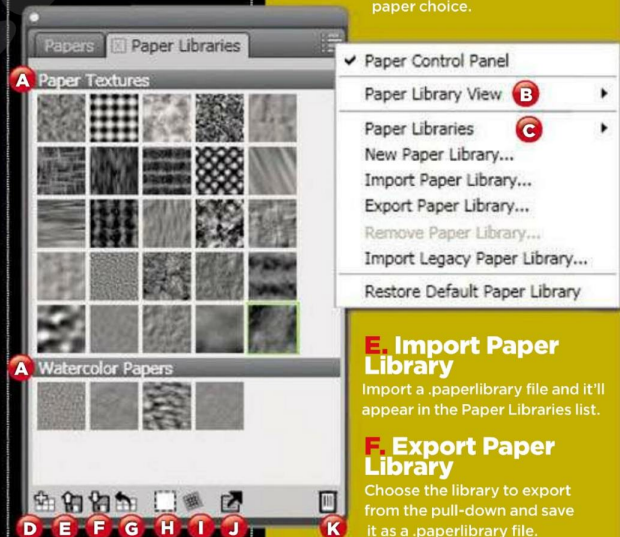 paper choice.
Papers
Paper Libraries
A Paper Textures
A Watercolor Papers
D E F G H I J K
Paper Control Panel
Paper Library View B
Paper Libraries C
New Paper Library...
Import Paper Library...
Export Paper Library...
Remove Paper Library...
Import Legacy Paper Library...
Restore Default Paper Library
E. Import Paper
Library
Import a .paperlibrary file and it'll
appear in the Paper Libraries list.
F. Export Paper
Library
Choose the library to export
from the pull-down and save
it as a .paperlibrary file.